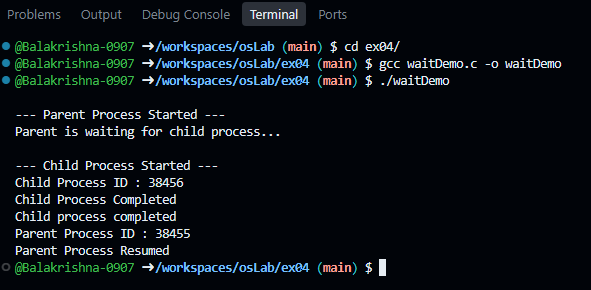 Problems Output Debug Console Terminal Ports
@Balakrishna-0907 ➜/workspaces/osLab (main) $ cd ex04/
@Balakrishna-0907 ➜/workspaces/osLab/ex04 (main) $ gcc waitDemo.c -o waitDemo
@Balakrishna-0907 ➜/workspaces/osLab/ex04 (main) $ ./waitDemo
--- Parent Process Started ---
Parent is waiting for child process...
--- Child Process Started ---
Child Process ID : 38456
Child Process Completed
Child process completed
Parent Process ID : 38455
Parent Process Resumed
@Balakrishna-0907 ➜/workspaces/osLab/ex04 (main) $